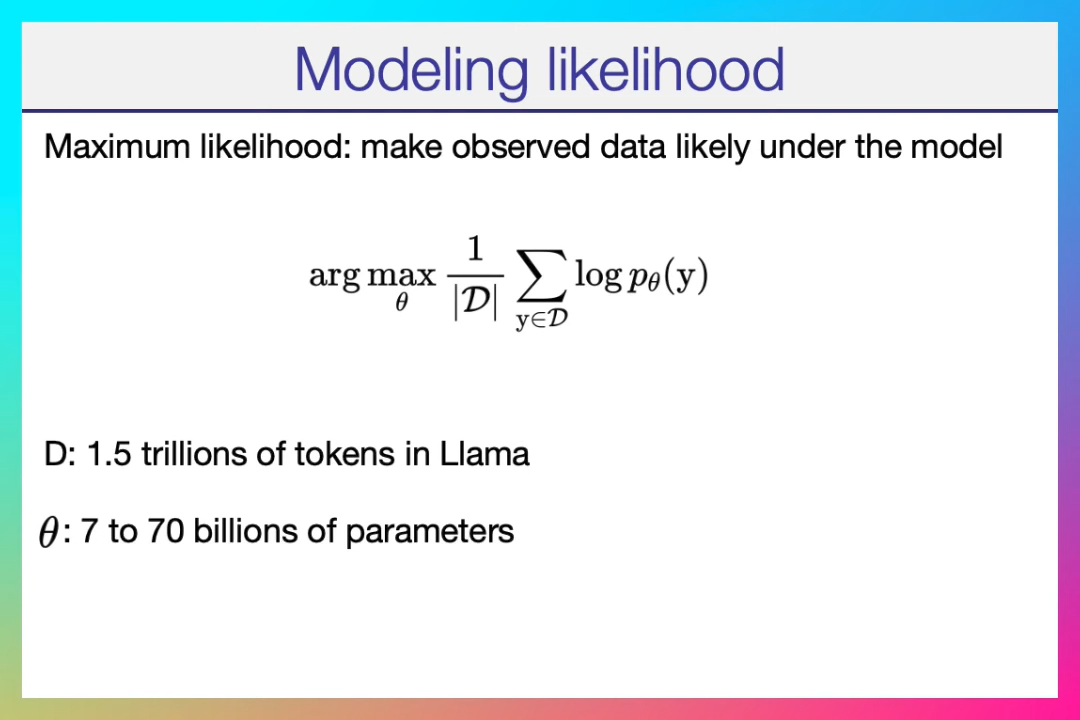 Modeling likelihood
Maximum likelihood: make observed data likely under the model
arg max_θ 1/|𝒟| ∑_{y∈𝒟} log p_θ(y)
D: 1.5 trillions of tokens in Llama
θ: 7 to 70 billions of parameters